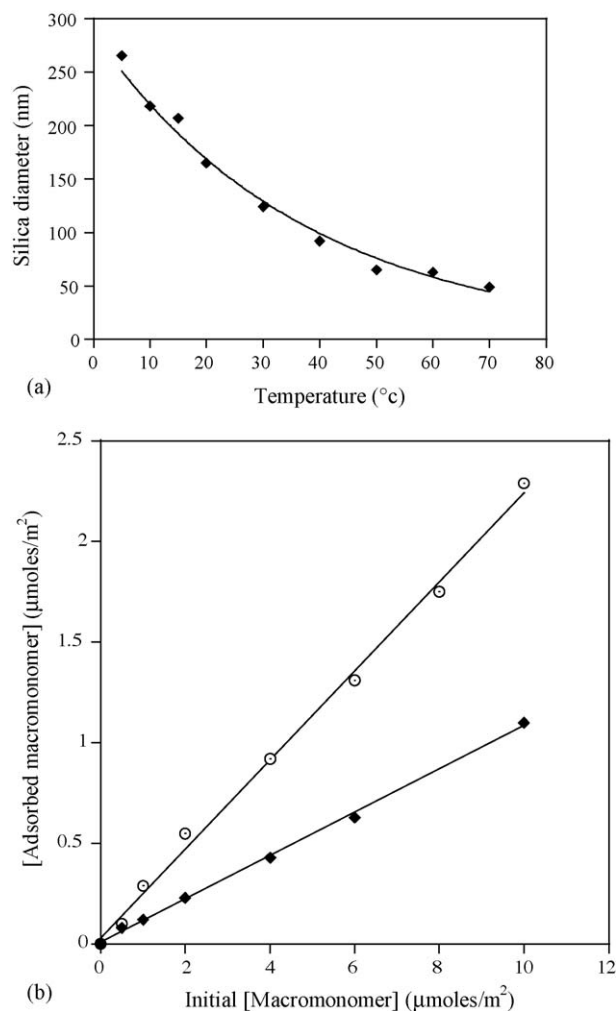 300
250
200
150
100
50
0
Silica diameter (nm)
0 10 20 30 40 50 60 70 80
Temperature (°c)
(a)
2.5
2
1.5
1
0.5
0
[Adsorbed macromonomer] (μmoles/m²)
0 2 4 6 8 10 12
Initial [Macromonomer] (μmoles/m²)
(b)